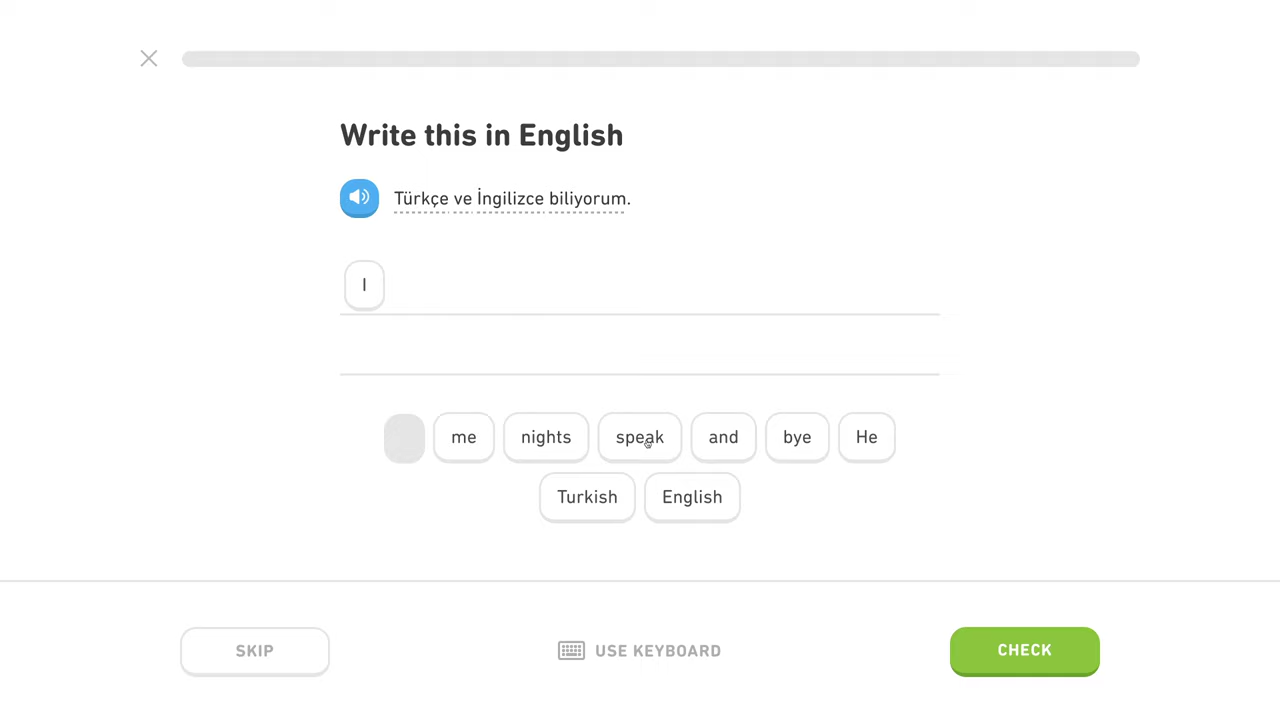 Write this in English
Türkçe ve İngilizce biliyorum.
I
me nights speak and bye He
Turkish English
SKIP USE KEYBOARD CHECK